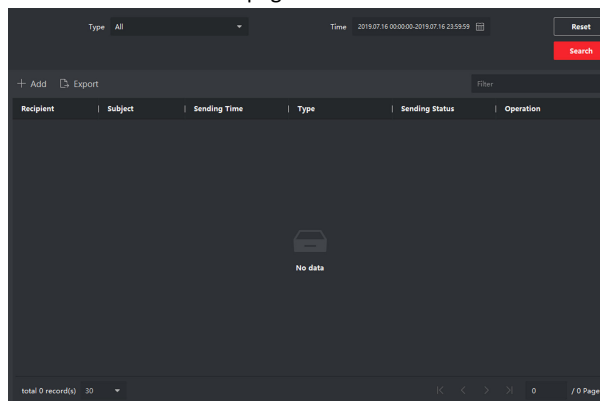 page
Type All Time 2019.07.16 00:00:00-2019.07.16 23:59:59 Reset
Search
Add Export Filter
Recipient Subject Sending Time Type Sending Status Operation
No data
total 0 record(s) 30 0 / 0 Page